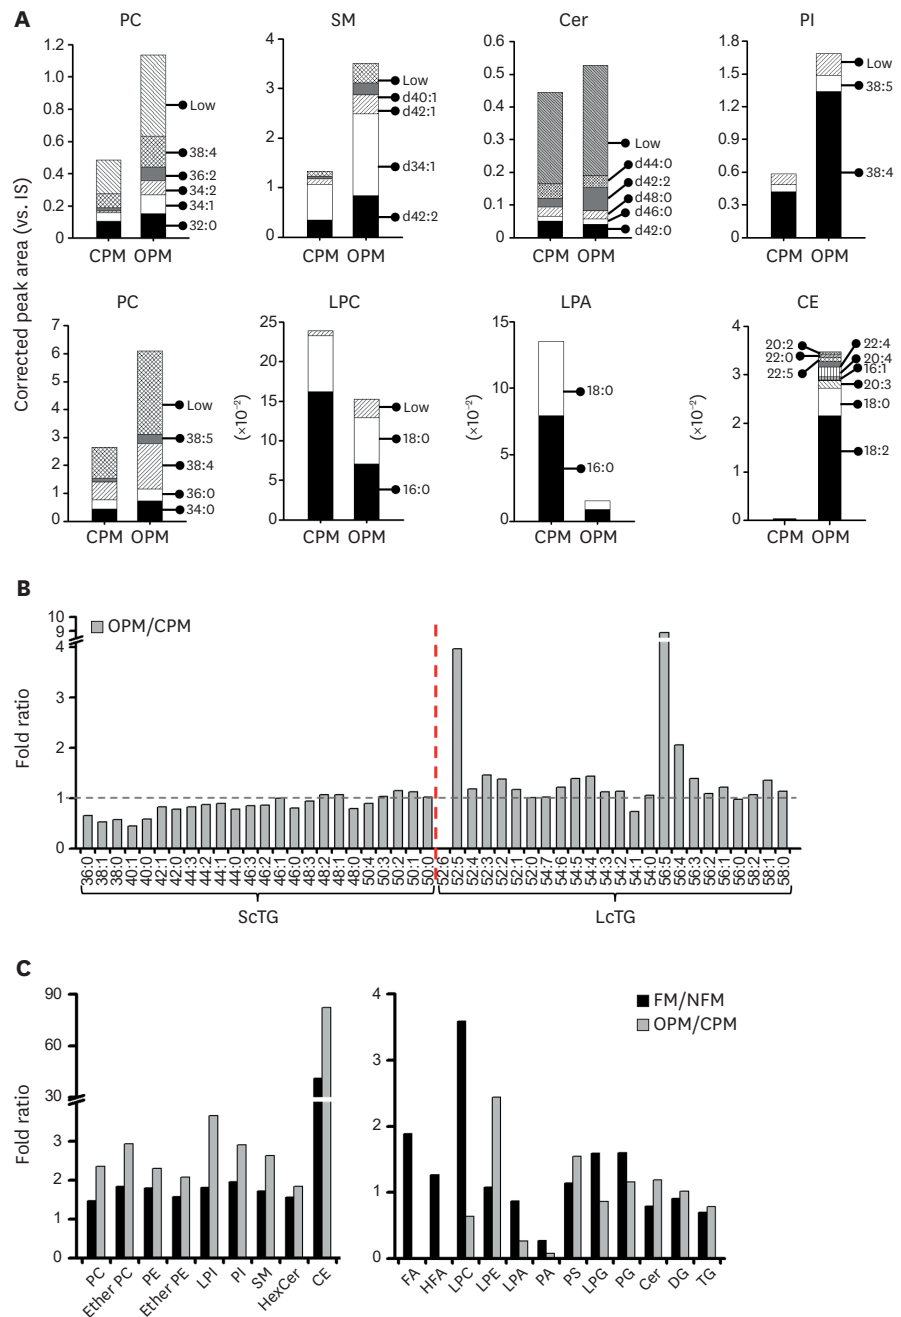 A
PC
SM
Cer
PI
Corrected peak area (vs. IS)
1.2
1.0
0.8
0.6
0.4
0.2
0
Low
38:4
36:2
34:2
34:1
32:0
CPM OPM
4
3
2
1
0
Low
d40:1
d42:1
d34:1
d42:2
CPM OPM
0.6
0.5
0.4
0.3
0.2
0.1
0
Low
d44:0
d42:2
d48:0
d46:0
d42:0
CPM OPM
1.8
1.5
1.2
0.9
0.6
0.3
0
Low
38:5
38:4
CPM OPM
PC
LPC
LPA
CE
7
6
5
4
3
2
1
0
Low
38:5
38:4
36:0
34:0
CPM OPM
(×10⁻²)
25
20
15
10
5
0
Low
18:0
16:0
CPM OPM
(×10⁻²)
15
10
5
0
18:0
16:0
CPM OPM
(×10⁻²)
4
3
2
1
0
20:2
22:0
22:5
22:4
20:4
16:1
20:3
18:0
18:2
CPM OPM
B
OPM/CPM
Fold ratio
10
9
4
3
2
1
0
36:0
38:1
38:0
40:1
40:0
42:1
42:0
44:3
44:2
44:1
44:0
46:3
46:2
46:1
46:0
48:3
48:2
48:1
48:0
50:4
50:3
50:2
50:1
50:0
52:5
52:4
52:3
52:2
52:1
52:0
54:7
54:6
54:5
54:4
54:3
54:2
54:1
54:0
56:5
56:4
56:3
56:2
56:1
56:0
58:2
58:1
58:0
ScTG
LcTG
C
Fold ratio
90
60
30
3
2
1
0
PC
Ether PC
PE
Ether PE
LPI
PI
SM
HexCer
CE
4
3
2
1
0
FM/NFM
OPM/CPM
FA
HFA
LPC
LPE
LPA
PA
PS
LPG
PG
Cer
DG
TG